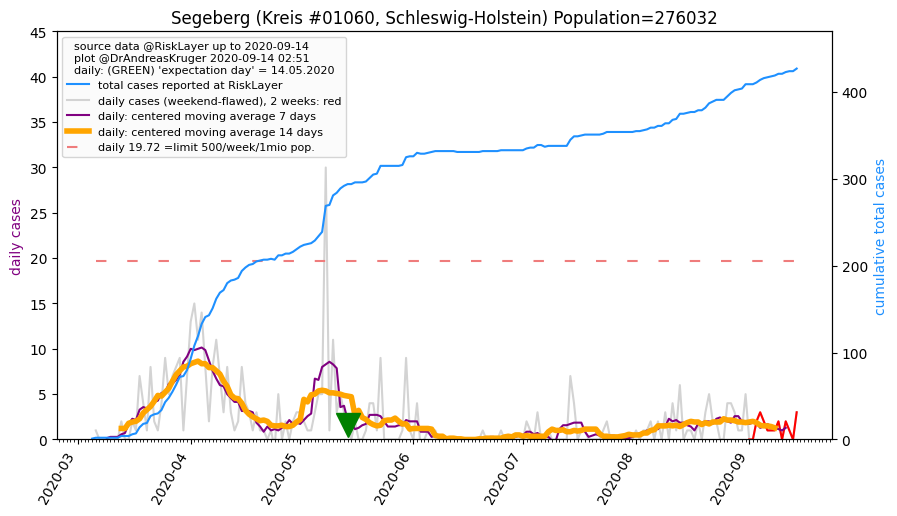 Segeberg (Kreis #01060, Schleswig-Holstein) Population=276032
source data @RiskLayer up to 2020-09-14
plot @DrAndreasKruger 2020-09-14 02:51
daily: (GREEN) 'expectation day' = 14.05.2020
total cases reported at RiskLayer
daily cases (weekend-flawed), 2 weeks: red
daily: centered moving average 7 days
daily: centered moving average 14 days
daily 19.72 =limit 500/week/1mio pop.
daily cases
45
40
35
30
25
20
15
10
5
0
cumulative total cases
400
300
200
100
0
2020-03
2020-04
2020-05
2020-06
2020-07
2020-08
2020-09